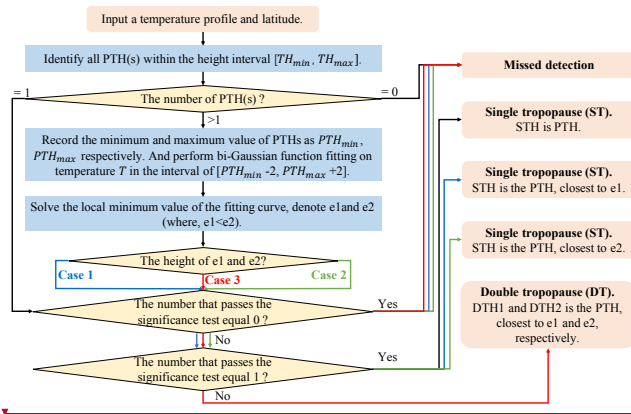 Input a temperature profile and latitude.
Identify all PTH(s) within the height interval [TH_min, TH_max].
= 1
The number of PTH(s) ?
= 0
>1
Record the minimum and maximum value of PTHs as PTH_min,
PTH_max respectively. And perform bi-Gaussian function fitting on
temperature T in the interval of [PTH_min -2, PTH_max +2].
Solve the local minimum value of the fitting curve, denote e1and e2
(where, e1<e2).
The height of e1 and e2?
Case 1
Case 3
Case 2
The number that passes the
significance test equal 0 ?
Yes
No
The number that passes the
significance test equal 1 ?
Yes
No
Missed detection
Single tropopause (ST).
STH is PTH.
Single tropopause (ST).
STH is the PTH, closest to e1.
Single tropopause (ST).
STH is the PTH, closest to e2.
Double tropopause (DT).
DTH1 and DTH2 is the PTH,
closest to e1 and e2,
respectively.